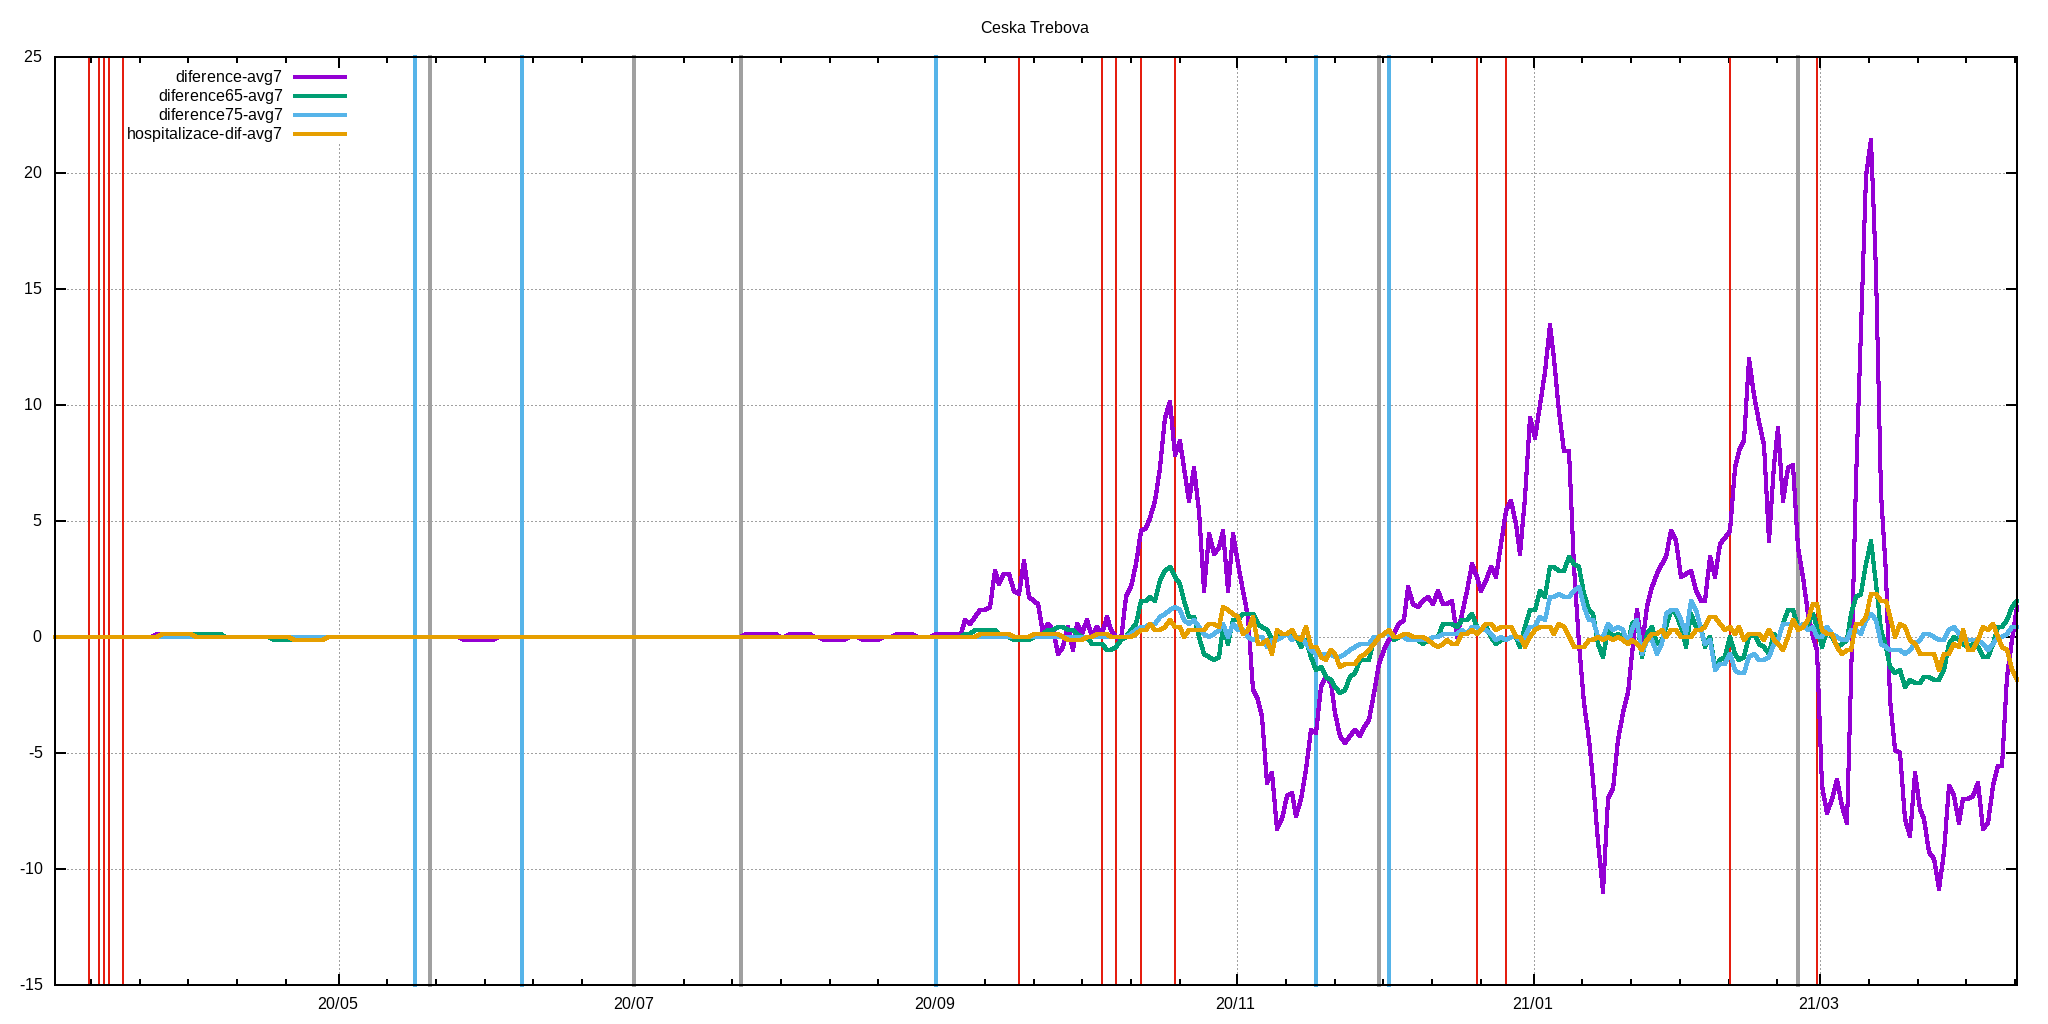 Ceska Trebova
25
20
15
10
5
0
-5
-10
-15
diference-avg7
diference65-avg7
diference75-avg7
hospitalizace-dif-avg7
20/05 20/07 20/09 20/11 21/01 21/03